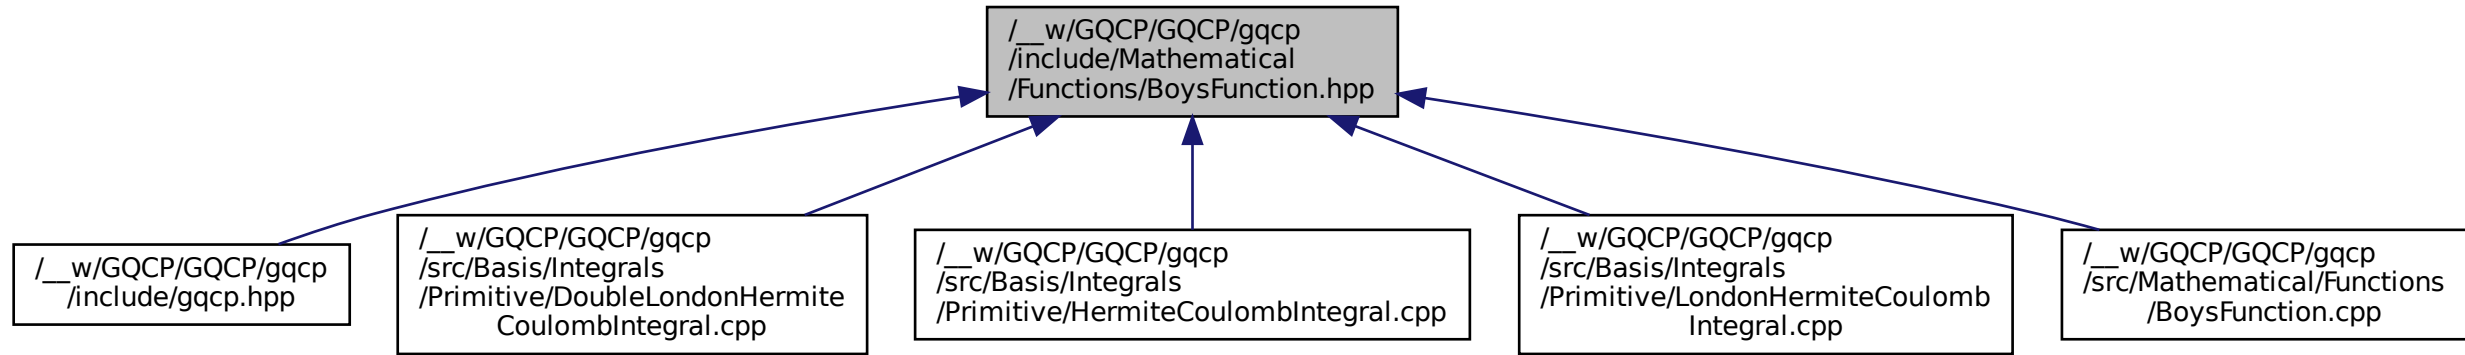 /__w/GQCP/GQCP/gqcp
/include/Mathematical
/Functions/BoysFunction.hpp
/__w/GQCP/GQCP/gqcp
/include/gqcp.hpp
/__w/GQCP/GQCP/gqcp
/src/Basis/Integrals
/Primitive/DoubleLondonHermite
CoulombIntegral.cpp
/__w/GQCP/GQCP/gqcp
/src/Basis/Integrals
/Primitive/HermiteCoulombIntegral.cpp
/__w/GQCP/GQCP/gqcp
/src/Basis/Integrals
/Primitive/LondonHermiteCoulomb
Integral.cpp
/__w/GQCP/GQCP/gqcp
/src/Mathematical/Functions
/BoysFunction.cpp